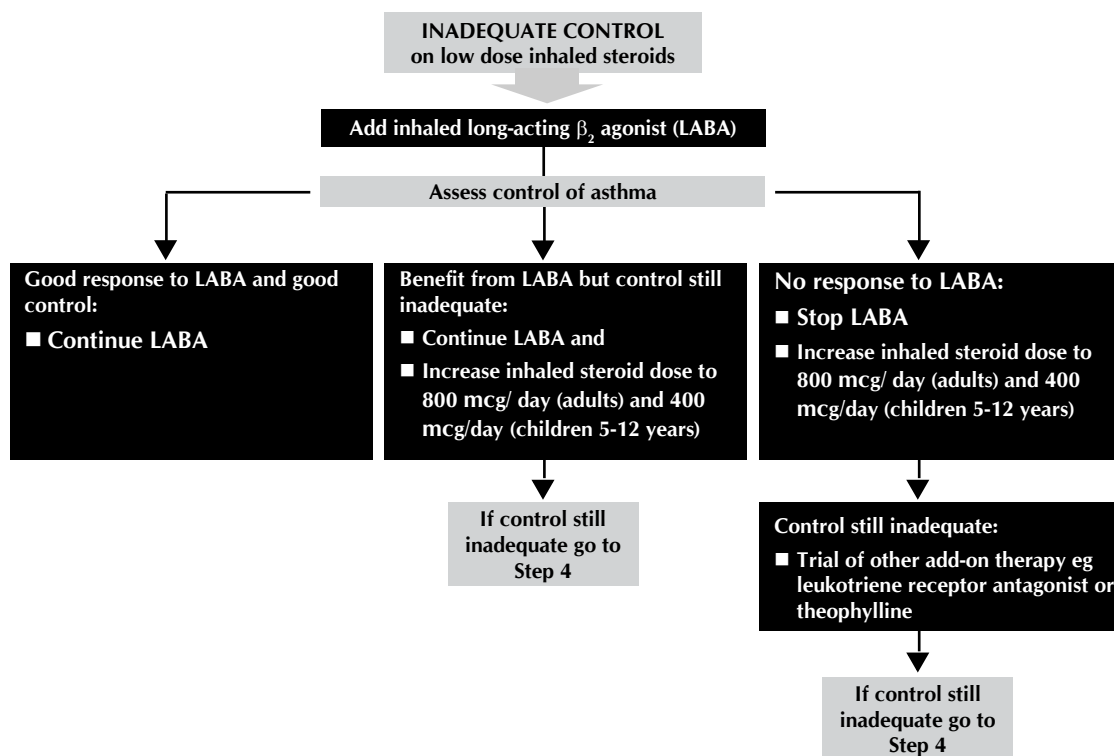 INADEQUATE CONTROL
on low dose inhaled steroids
Add inhaled long-acting β₂ agonist (LABA)
Assess control of asthma
Good response to LABA and good
control:
■ Continue LABA
Benefit from LABA but control still
inadequate:
■ Continue LABA and
■ Increase inhaled steroid dose to
800 mcg/ day (adults) and 400
mcg/day (children 5-12 years)
If control still
inadequate go to
Step 4
No response to LABA:
■ Stop LABA
■ Increase inhaled steroid dose to
800 mcg/ day (adults) and 400
mcg/day (children 5-12 years)
Control still inadequate:
■ Trial of other add-on therapy eg
leukotriene receptor antagonist or
theophylline
If control still
inadequate go to
Step 4